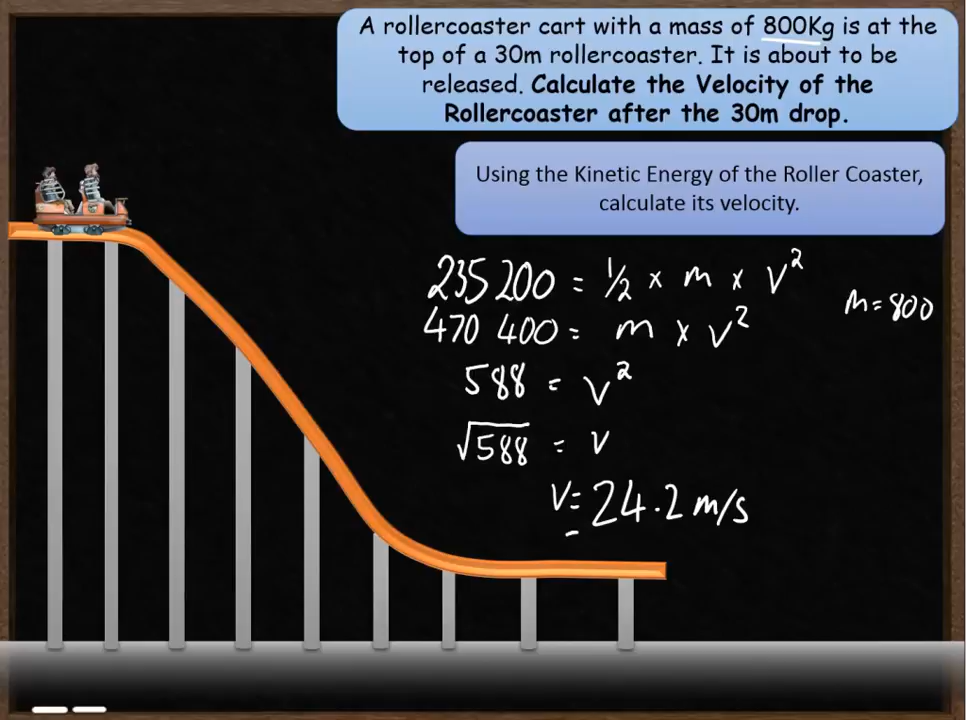 A rollercoaster cart with a mass of 800Kg is at the
top of a 30m rollercoaster. It is about to be
released. Calculate the Velocity of the
Rollercoaster after the 30m drop.
Using the Kinetic Energy of the Roller Coaster,
calculate its velocity.
235 200 = ½ × m × V²
m = 800
470 400 = m × V²
588 = V²
√588 = V
V = 24.2 m/s